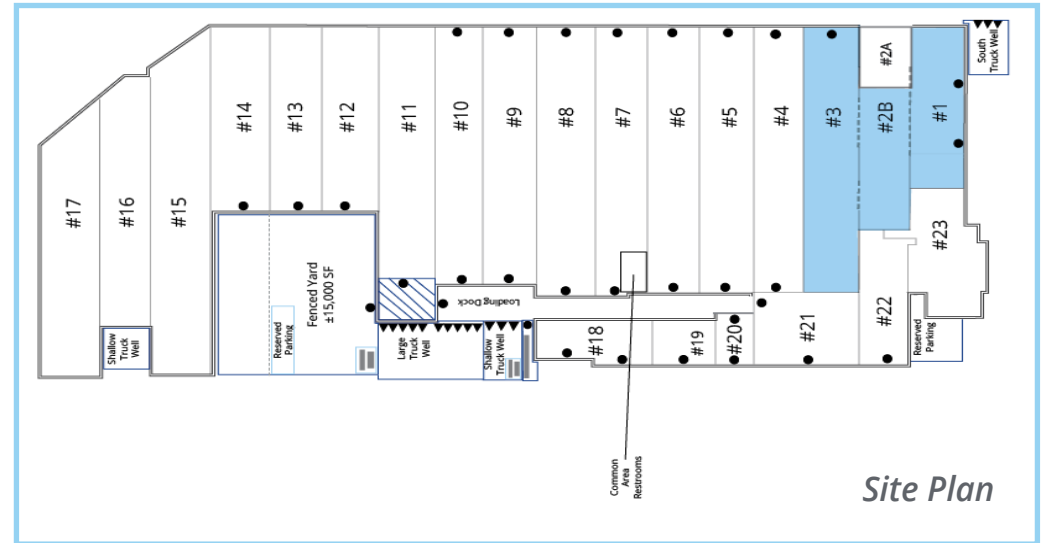 #17
#16
#15
#14
#13
#12
#11
#10
#9
#8
#7
#6
#5
#4
#3
#2A
#2B
#1
South
Truck Well
#23
#22
#21
#20
#19
#18
Fenced Yard
±15,000 SF
Reserved
Parking
Shallow
Truck
Well
Loading Dock
Large
Truck
Well
Shallow
Truck Well
Reserved
Parking
Common
Area
Restrooms
Site Plan